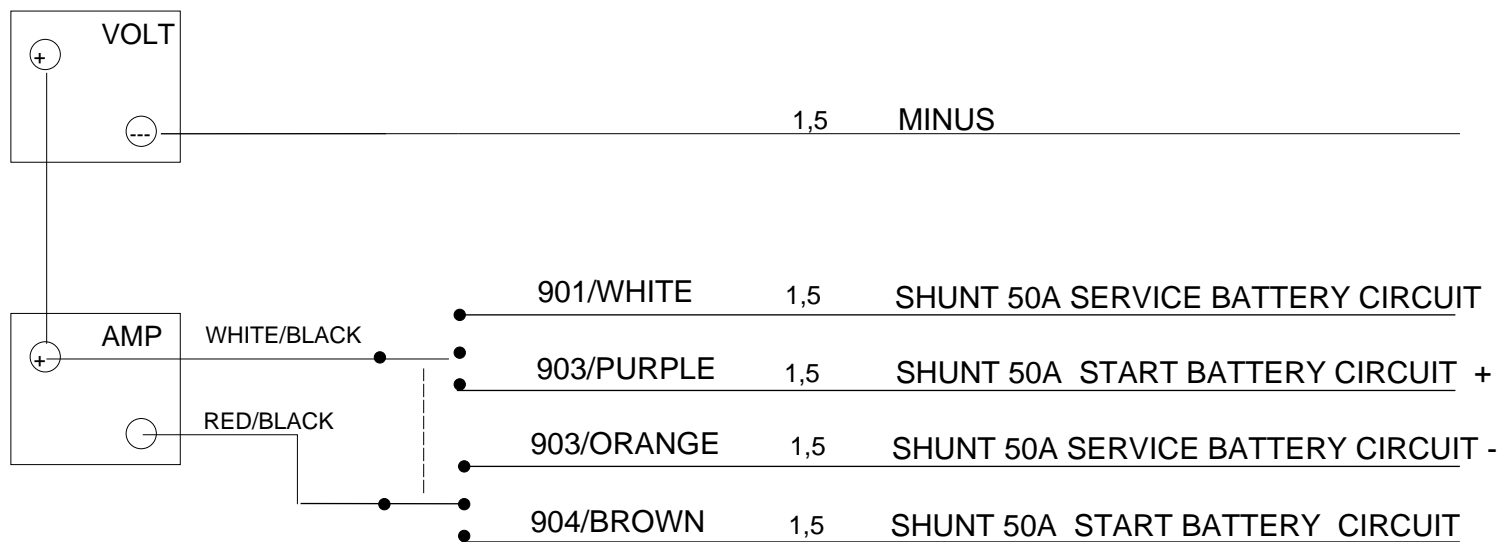 VOLT
+
---
1,5 MINUS
901/WHITE 1,5 SHUNT 50A SERVICE BATTERY CIRCUIT
AMP WHITE/BLACK
+
903/PURPLE 1,5 SHUNT 50A START BATTERY CIRCUIT +
RED/BLACK
903/ORANGE 1,5 SHUNT 50A SERVICE BATTERY CIRCUIT -
904/BROWN 1,5 SHUNT 50A START BATTERY CIRCUIT